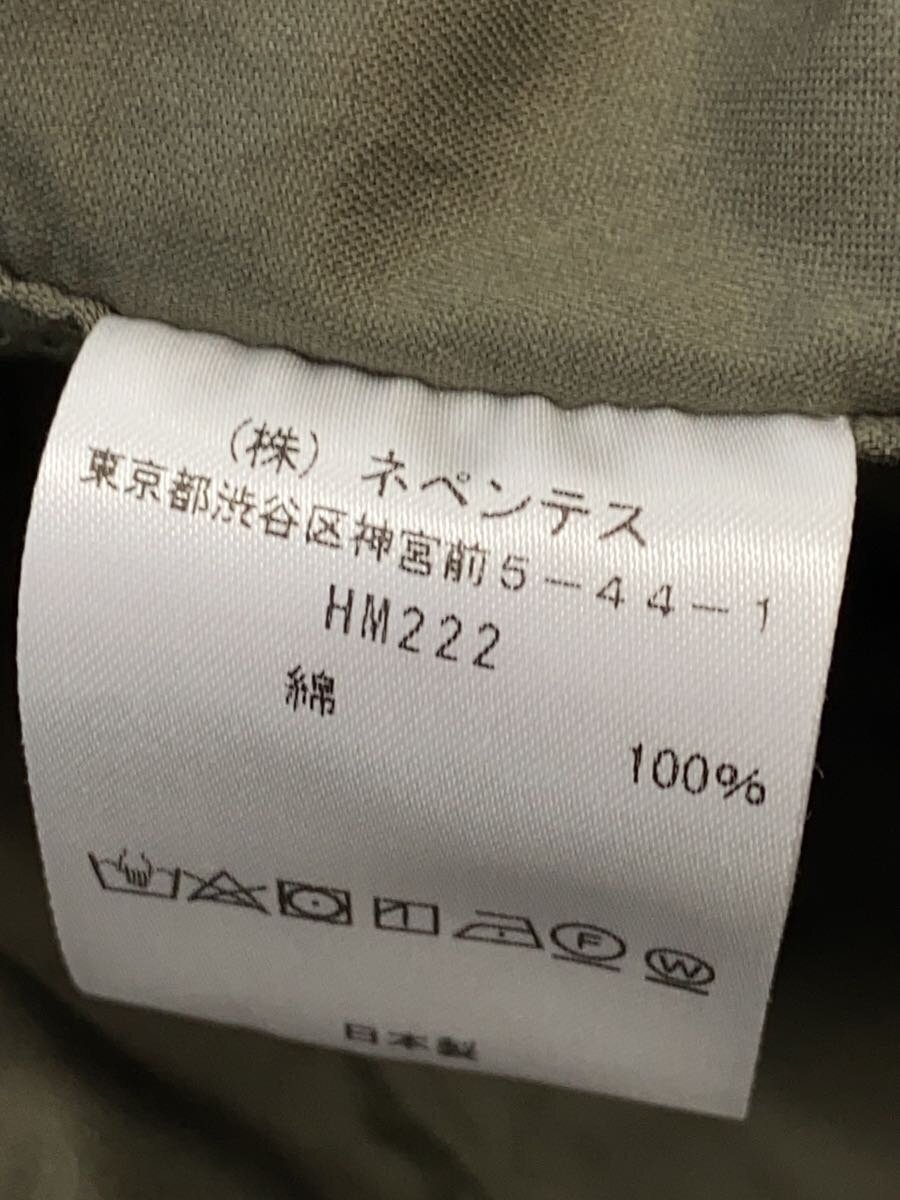 (株) ネペンテス
東京都渋谷区神宮前5-44-1
HM222
綿 100%
F W
日本製